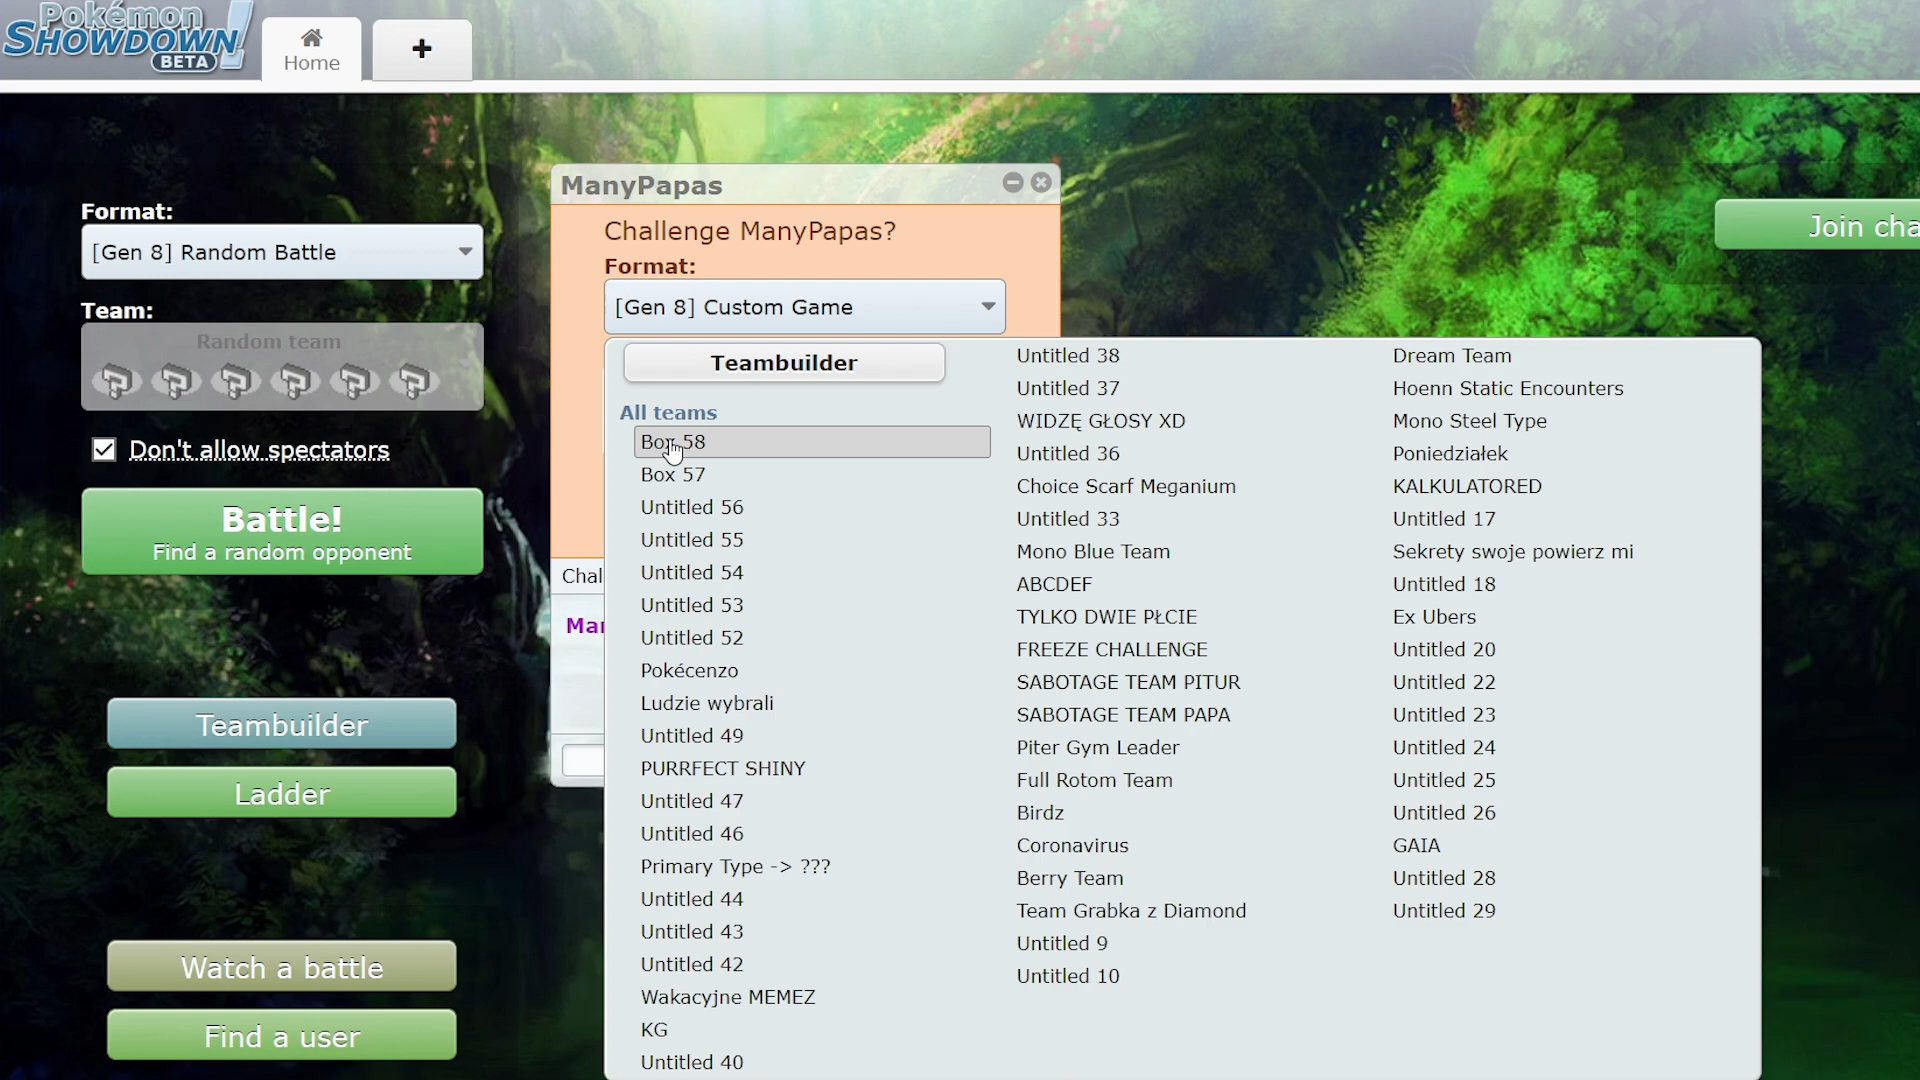 Pokémon
SHOWDOWN!
BETA
Home
+
Format:
[Gen 8] Random Battle
Team:
Random team
Don't allow spectators
Battle!
Find a random opponent
Teambuilder
Ladder
Watch a battle
Find a user
ManyPapas
Challenge ManyPapas?
Format:
[Gen 8] Custom Game
Chal
Mar
Teambuilder
All teams
Box 58
Box 57
Untitled 56
Untitled 55
Untitled 54
Untitled 53
Untitled 52
Pokécenzo
Ludzie wybrali
Untitled 49
PURRFECT SHINY
Untitled 47
Untitled 46
Primary Type -> ???
Untitled 44
Untitled 43
Untitled 42
Wakacyjne MEMEZ
KG
Untitled 40
Untitled 38
Untitled 37
WIDZĘ GŁOSY XD
Untitled 36
Choice Scarf Meganium
Untitled 33
Mono Blue Team
ABCDEF
TYLKO DWIE PŁCIE
FREEZE CHALLENGE
SABOTAGE TEAM PITUR
SABOTAGE TEAM PAPA
Piter Gym Leader
Full Rotom Team
Birdz
Coronavirus
Berry Team
Team Grabka z Diamond
Untitled 9
Untitled 10
Dream Team
Hoenn Static Encounters
Mono Steel Type
Poniedziałek
KALKULATORED
Untitled 17
Sekrety swoje powierz mi
Untitled 18
Ex Ubers
Untitled 20
Untitled 22
Untitled 23
Untitled 24
Untitled 25
Untitled 26
GAIA
Untitled 28
Untitled 29
Join cha